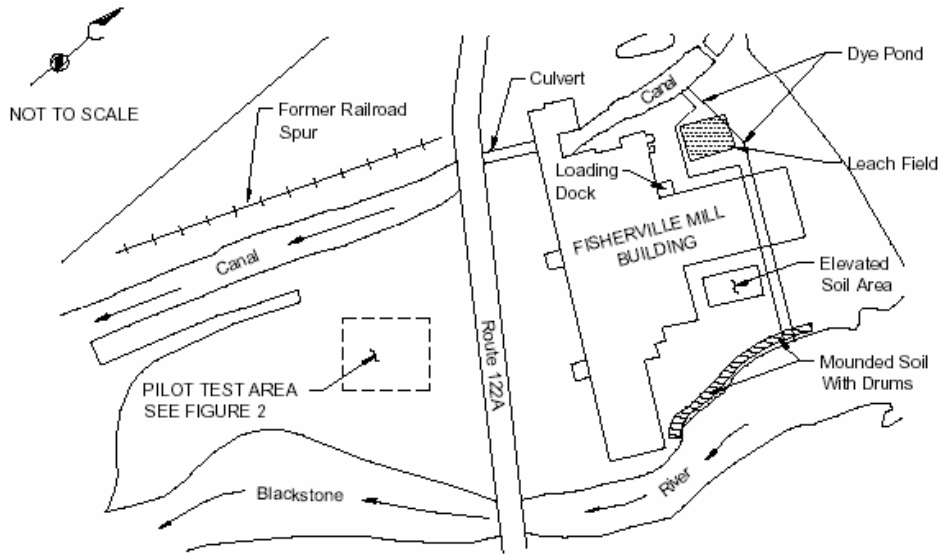 NOT TO SCALE
Former Railroad
Spur
Culvert
Canal
Dye Pond
Leach Field
Loading
Dock
FISHERVILLE MILL
BUILDING
Elevated
Soil Area
Canal
Route 122A
PILOT TEST AREA
SEE FIGURE 2
Mounded Soil
With Drums
Blackstone
River